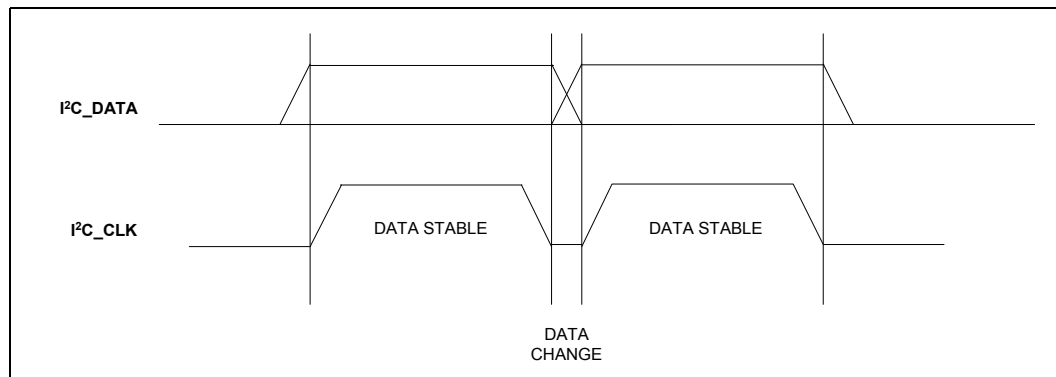 I²C_DATA
I²C_CLK
DATA STABLE
DATA STABLE
DATA
CHANGE